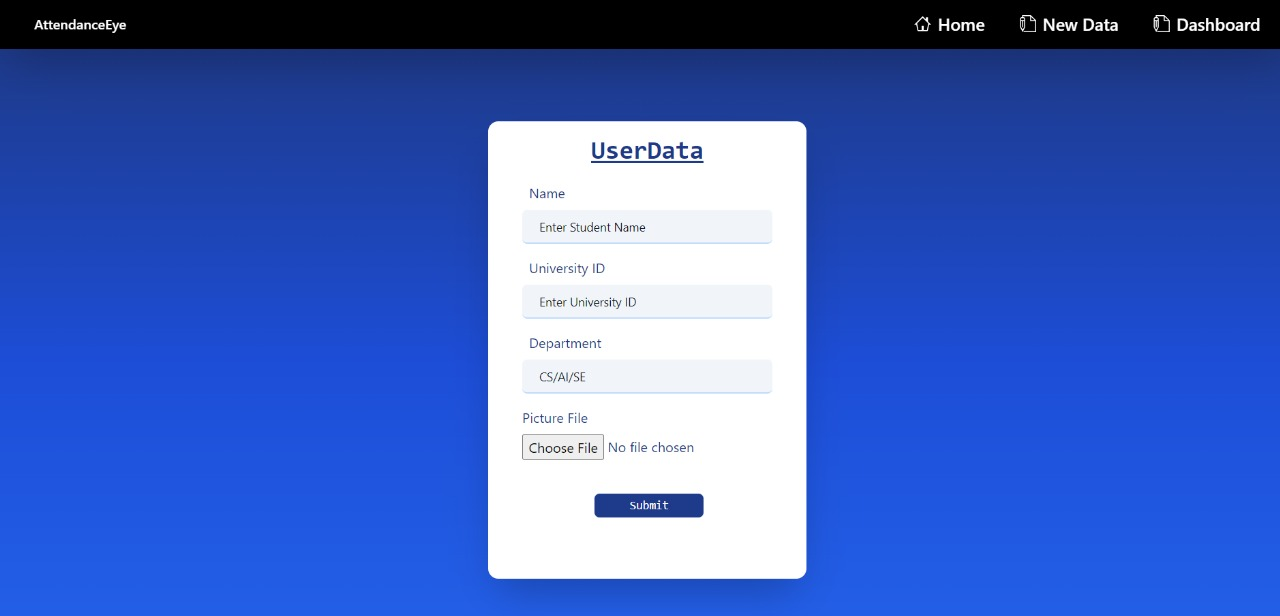 AttendanceEye
Home
New Data
Dashboard
UserData
Name
Enter Student Name
University ID
Enter University ID
Department
CS/AI/SE
Picture File
Choose File No file chosen
Submit